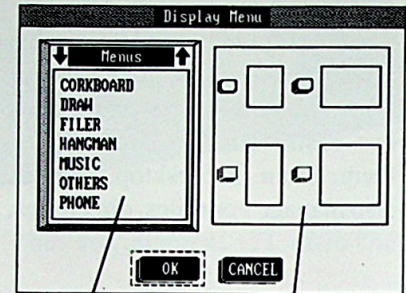 Display Menu
Menus
CORKBOARD
DRAW
FILER
HANGMAN
MUSIC
OTHERS
PHONE
OK
CANCEL